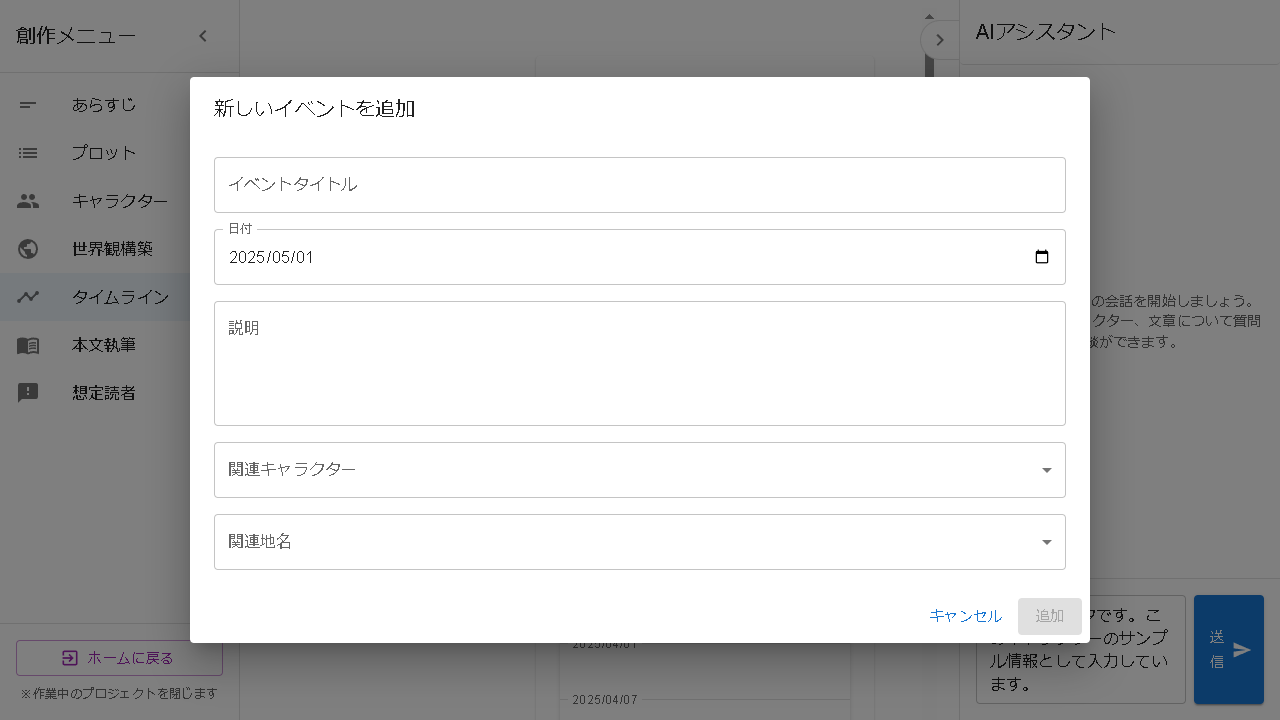 創作メニュー
あらすじ
プロット
キャラクター
世界観構築
タイムライン
本文執筆
想定読者
ホームに戻る
※作業中のプロジェクトを閉じます
新しいイベントを追加
イベントタイトル
日付
2025/05/01
説明
関連キャラクター
関連地名
キャンセル
追加
2025/04/01
2025/04/07
AIアシスタント
の会話を開始しましょう。
クター、文章について質問
談ができます。
です。こ
のサンプ
ル情報として入力してい
ます。
送
信